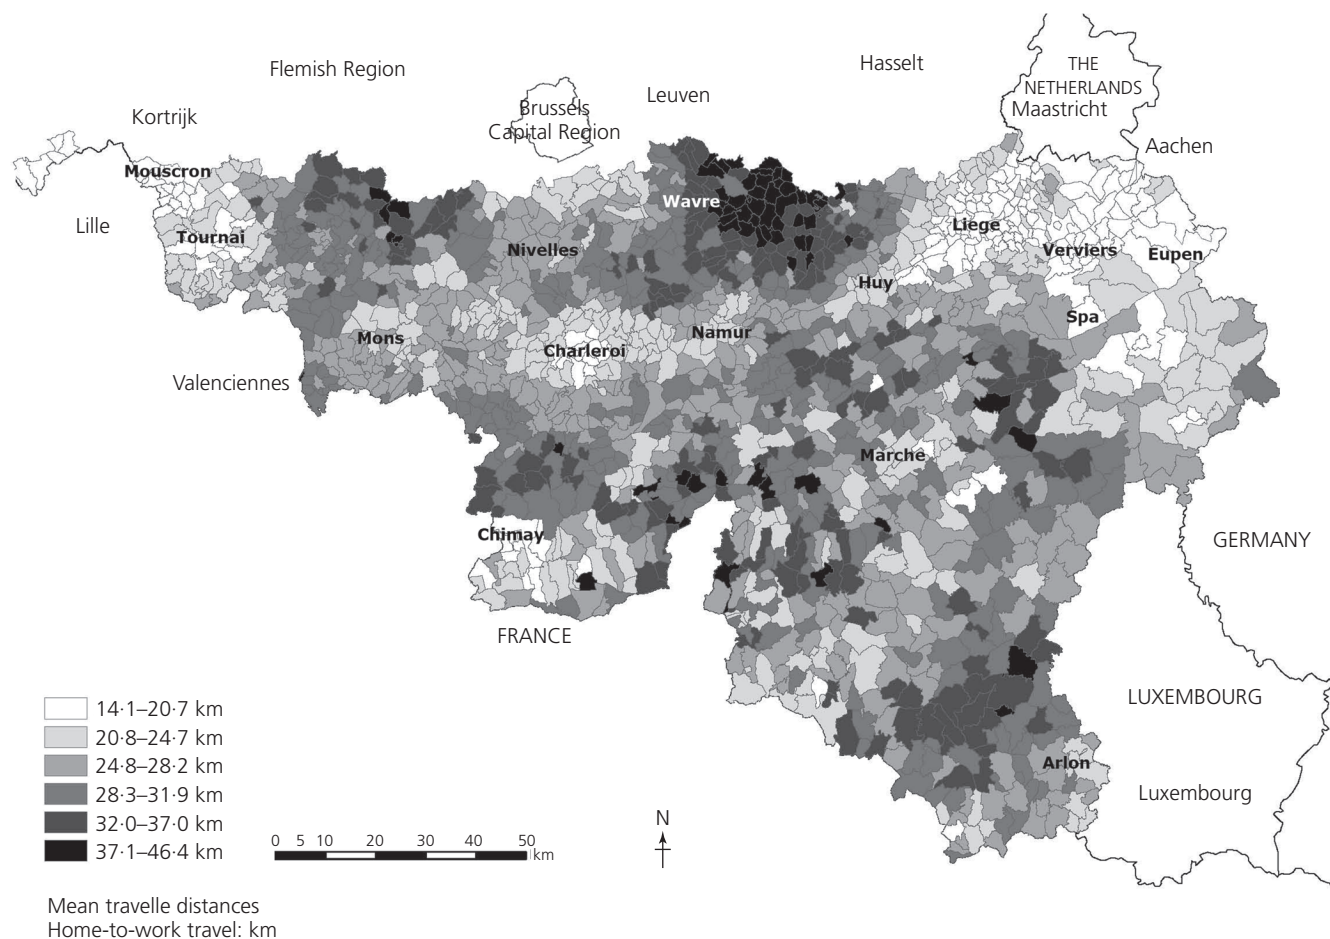 Flemish Region
Hasselt
THE
NETHERLANDS
Maastricht
Leuven
Brussels
Capital Region
Kortrijk
Aachen
Mouscron
Wavre
Lille
Tournai
Liege
Nivelles
Verviers
Eupen
Huy
Spa
Namur
Mons
Charleroi
Valenciennes
Marche
Chimay
GERMANY
FRANCE
LUXEMBOURG
Arlon
Luxembourg
14·1–20·7 km
20·8–24·7 km
24·8–28·2 km
28·3–31·9 km
32·0–37·0 km
37·1–46·4 km
0 5 10 20 30 40 50
km
N
Mean travelle distances
Home-to-work travel: km